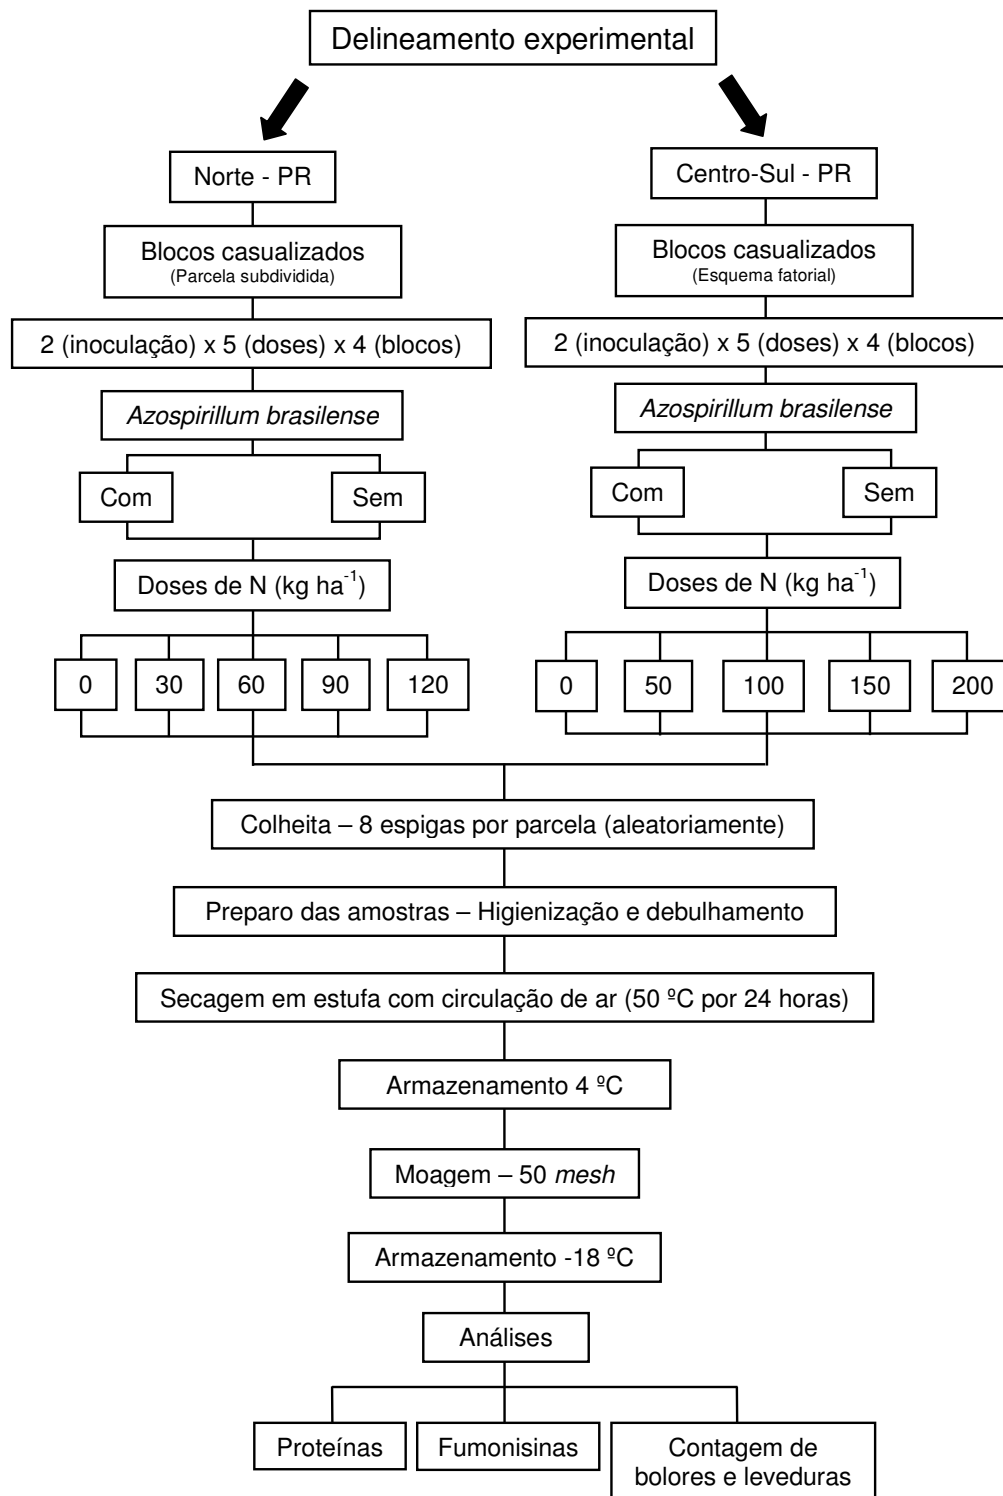 Delineamento experimental
Norte - PR
Blocos casualizados
(Parcela subdividida)
2 (inoculação) x 5 (doses) x 4 (blocos)
Azospirillum brasilense
Com
Sem
Doses de N (kg ha⁻¹)
0
30
60
90
120
Centro-Sul - PR
Blocos casualizados
(Esquema fatorial)
2 (inoculação) x 5 (doses) x 4 (blocos)
Azospirillum brasilense
Com
Sem
Doses de N (kg ha⁻¹)
0
50
100
150
200
Colheita – 8 espigas por parcela (aleatoriamente)
Preparo das amostras – Higienização e debulhamento
Secagem em estufa com circulação de ar (50 ºC por 24 horas)
Armazenamento 4 ºC
Moagem – 50 mesh
Armazenamento -18 ºC
Análises
Proteínas
Fumonisinas
Contagem de
bolores e leveduras